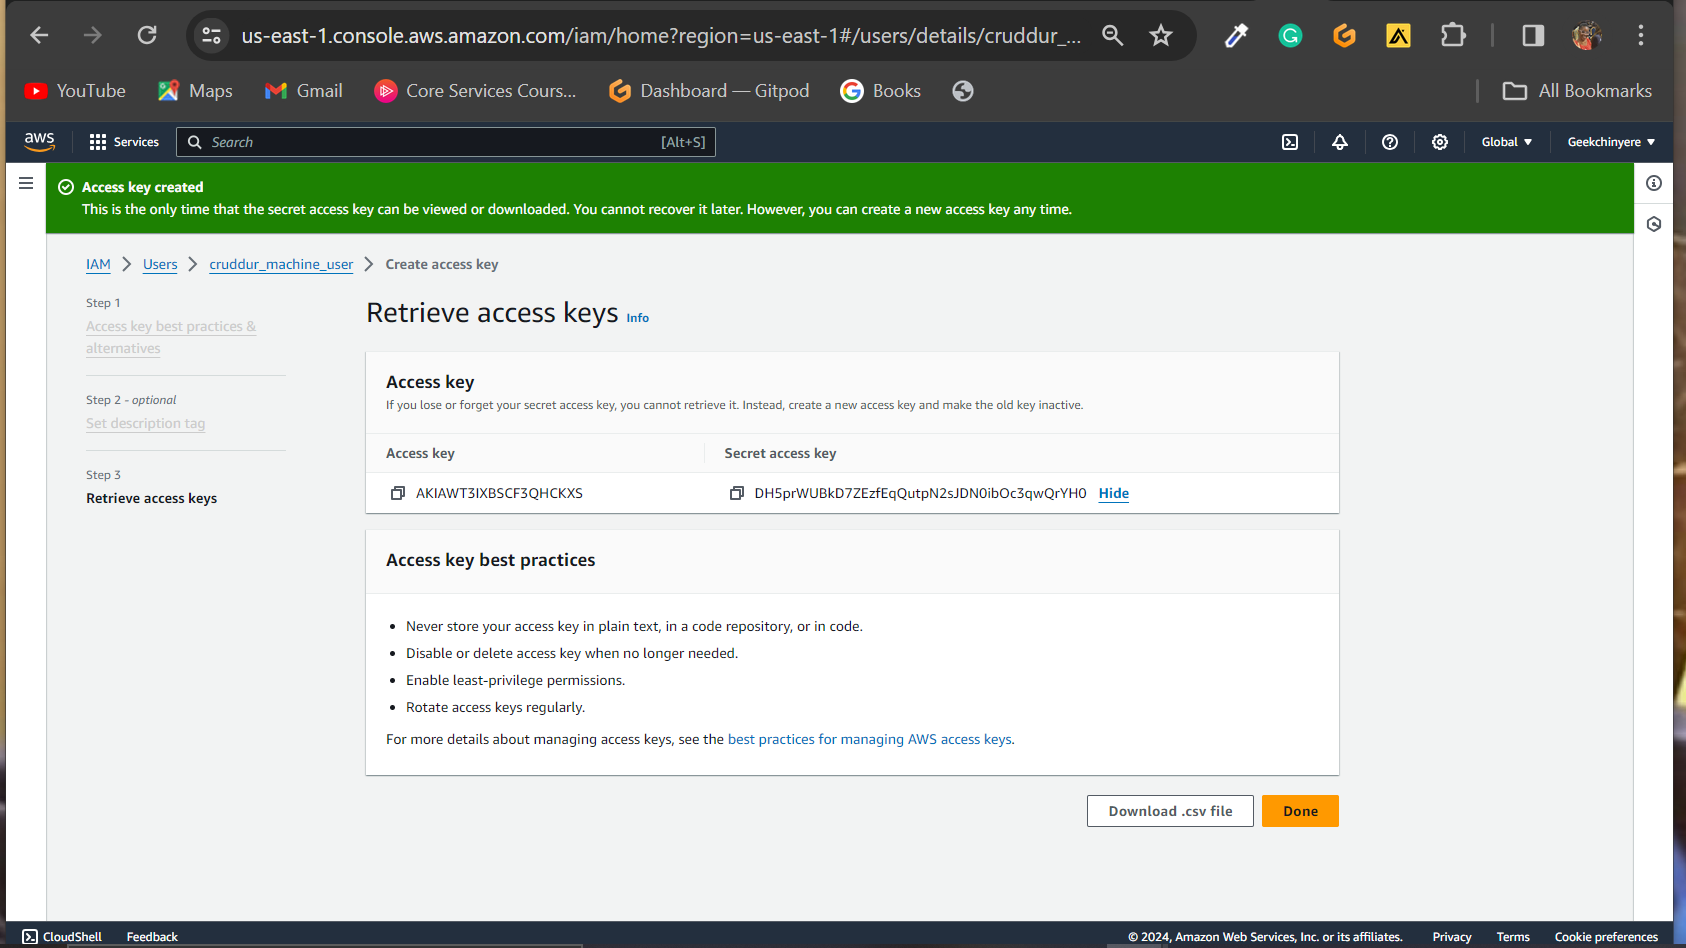 us-east-1.console.aws.amazon.com/iam/home?region=us-east-1#/users/details/cruddur_...
YouTube Maps Gmail Core Services Cours... Dashboard — Gitpod Books All Bookmarks
aws Services Search [Alt+S] Global Geekchinyere
Access key created
This is the only time that the secret access key can be viewed or downloaded. You cannot recover it later. However, you can create a new access key any time.
IAM Users cruddur_machine_user Create access key
Step 1
Access key best practices &
alternatives
Step 2 - optional
Set description tag
Step 3
Retrieve access keys
Retrieve access keys Info
Access key
If you lose or forget your secret access key, you cannot retrieve it. Instead, create a new access key and make the old key inactive.
Access key Secret access key
AKIAWT3IXBSCF3QHCKXS DH5prWUBkD7ZEzfEqQutpN2sJDN0ibOc3qwQrYH0 Hide
Access key best practices
• Never store your access key in plain text, in a code repository, or in code.
• Disable or delete access key when no longer needed.
• Enable least-privilege permissions.
• Rotate access keys regularly.
For more details about managing access keys, see the best practices for managing AWS access keys.
Download .csv file Done
CloudShell Feedback © 2024, Amazon Web Services, Inc. or its affiliates. Privacy Terms Cookie preferences